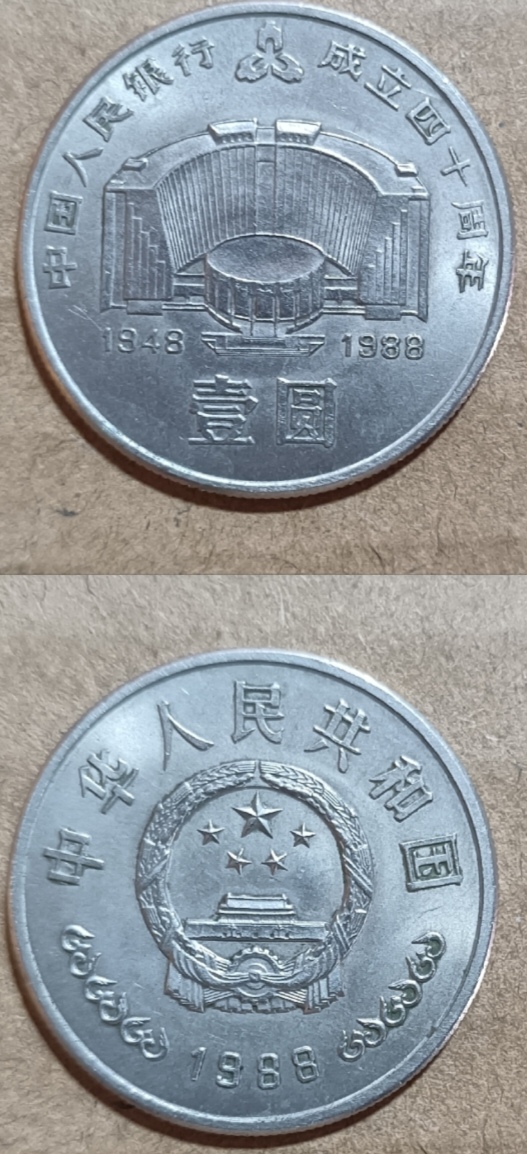 中国人民银行 成立四十周年
1948 1988
壹圆
中华人民共和国
1988